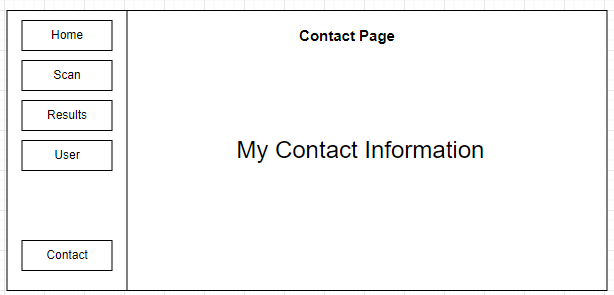 Home
Scan
Results
User
Contact
Contact Page
My Contact Information